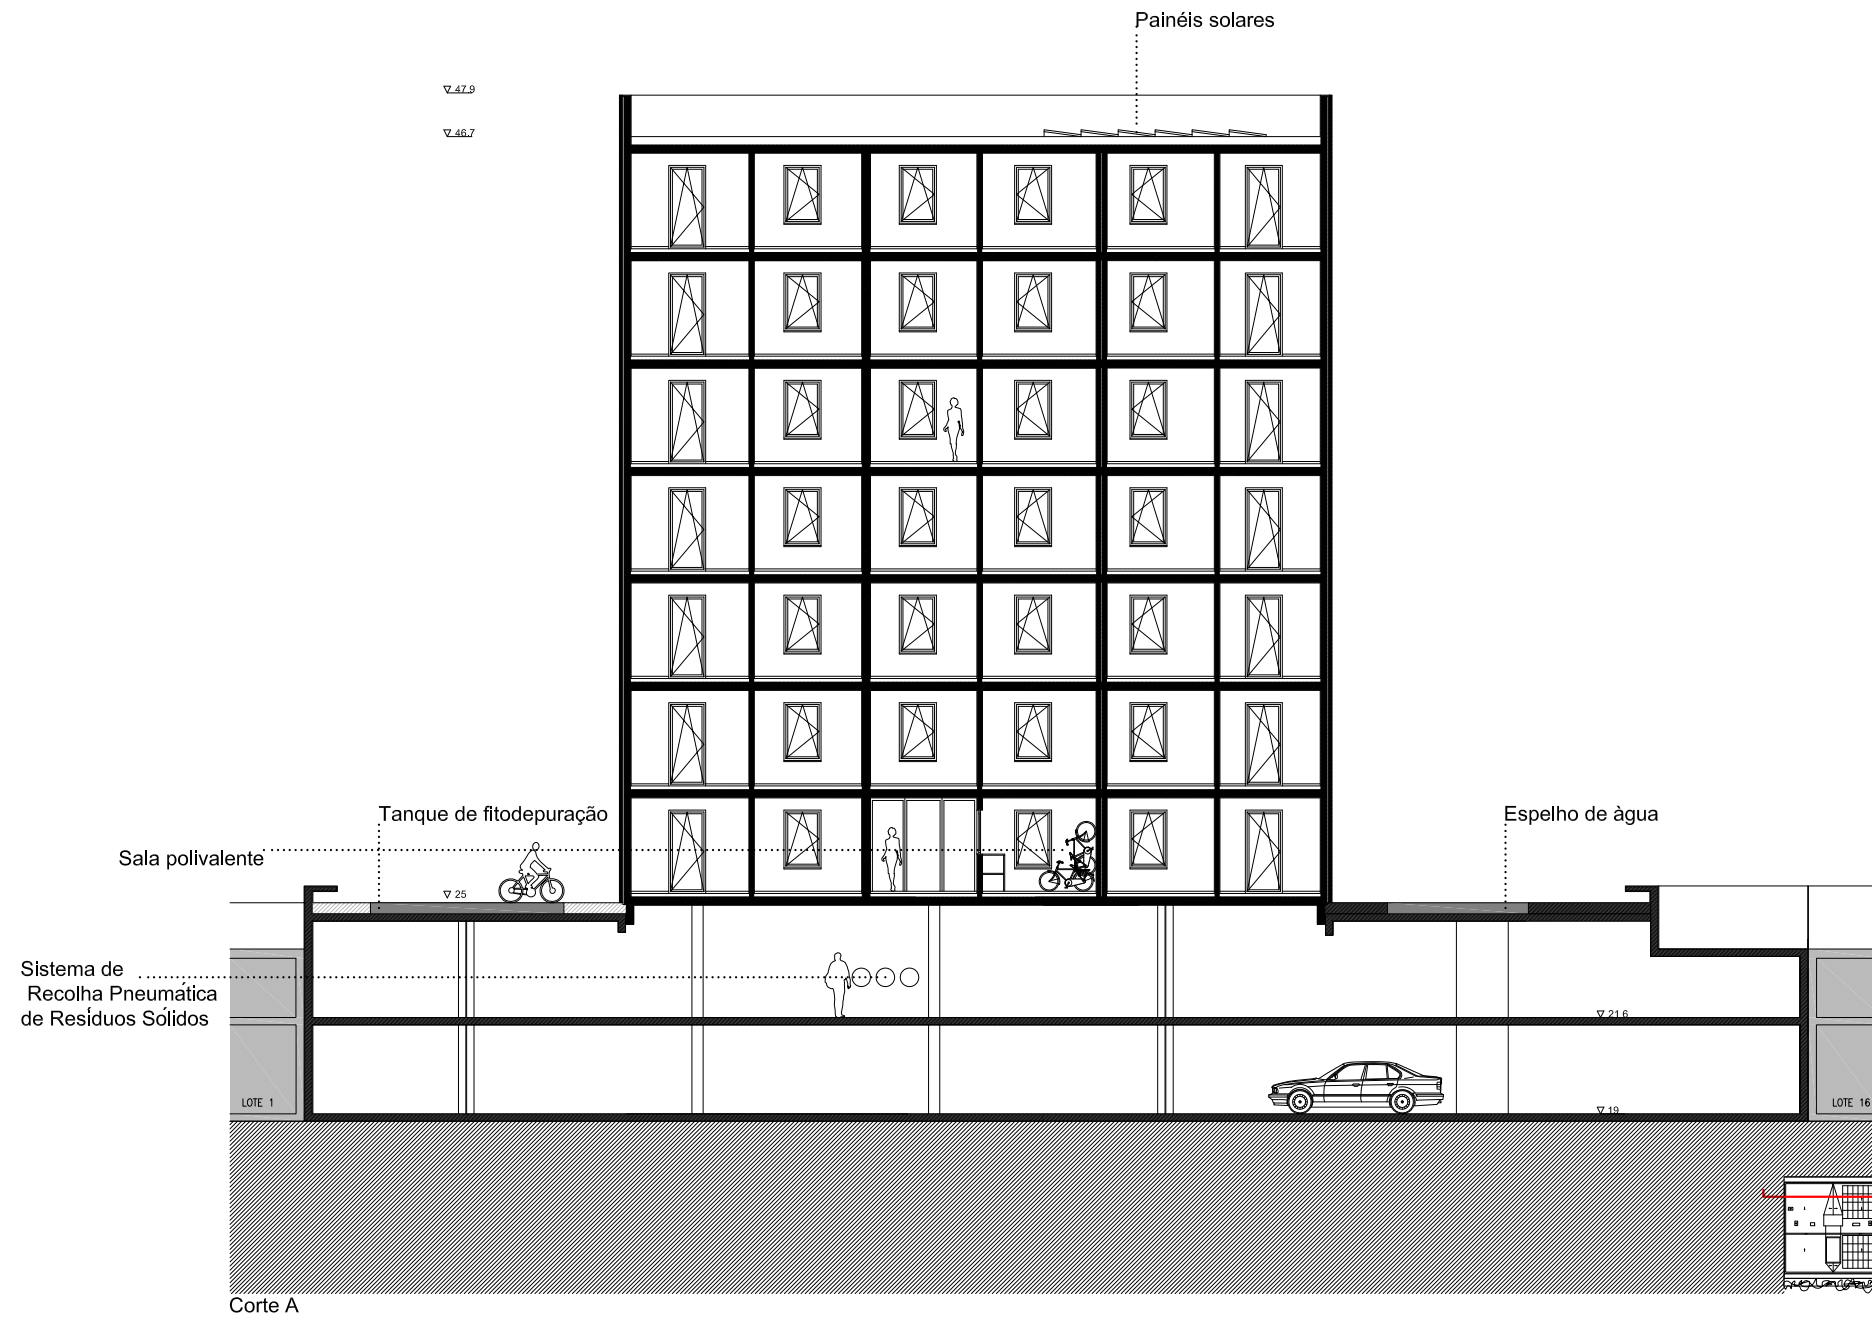 Painéis solares
47.9
46.7
Tanque de fitodepuração
Espelho de àgua
Sala polivalente
25
Sistema de
Recolha Pneumática
de Resíduos Sólidos
21.6
LOTE 1
LOTE 16
19
Corte A